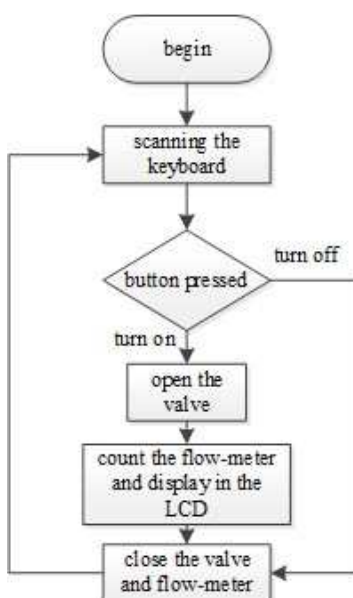 begin
scanning the
keyboard
button pressed
turn off
turn on
open the
valve
count the flow-meter
and display in the
LCD
close the valve
and flow-meter